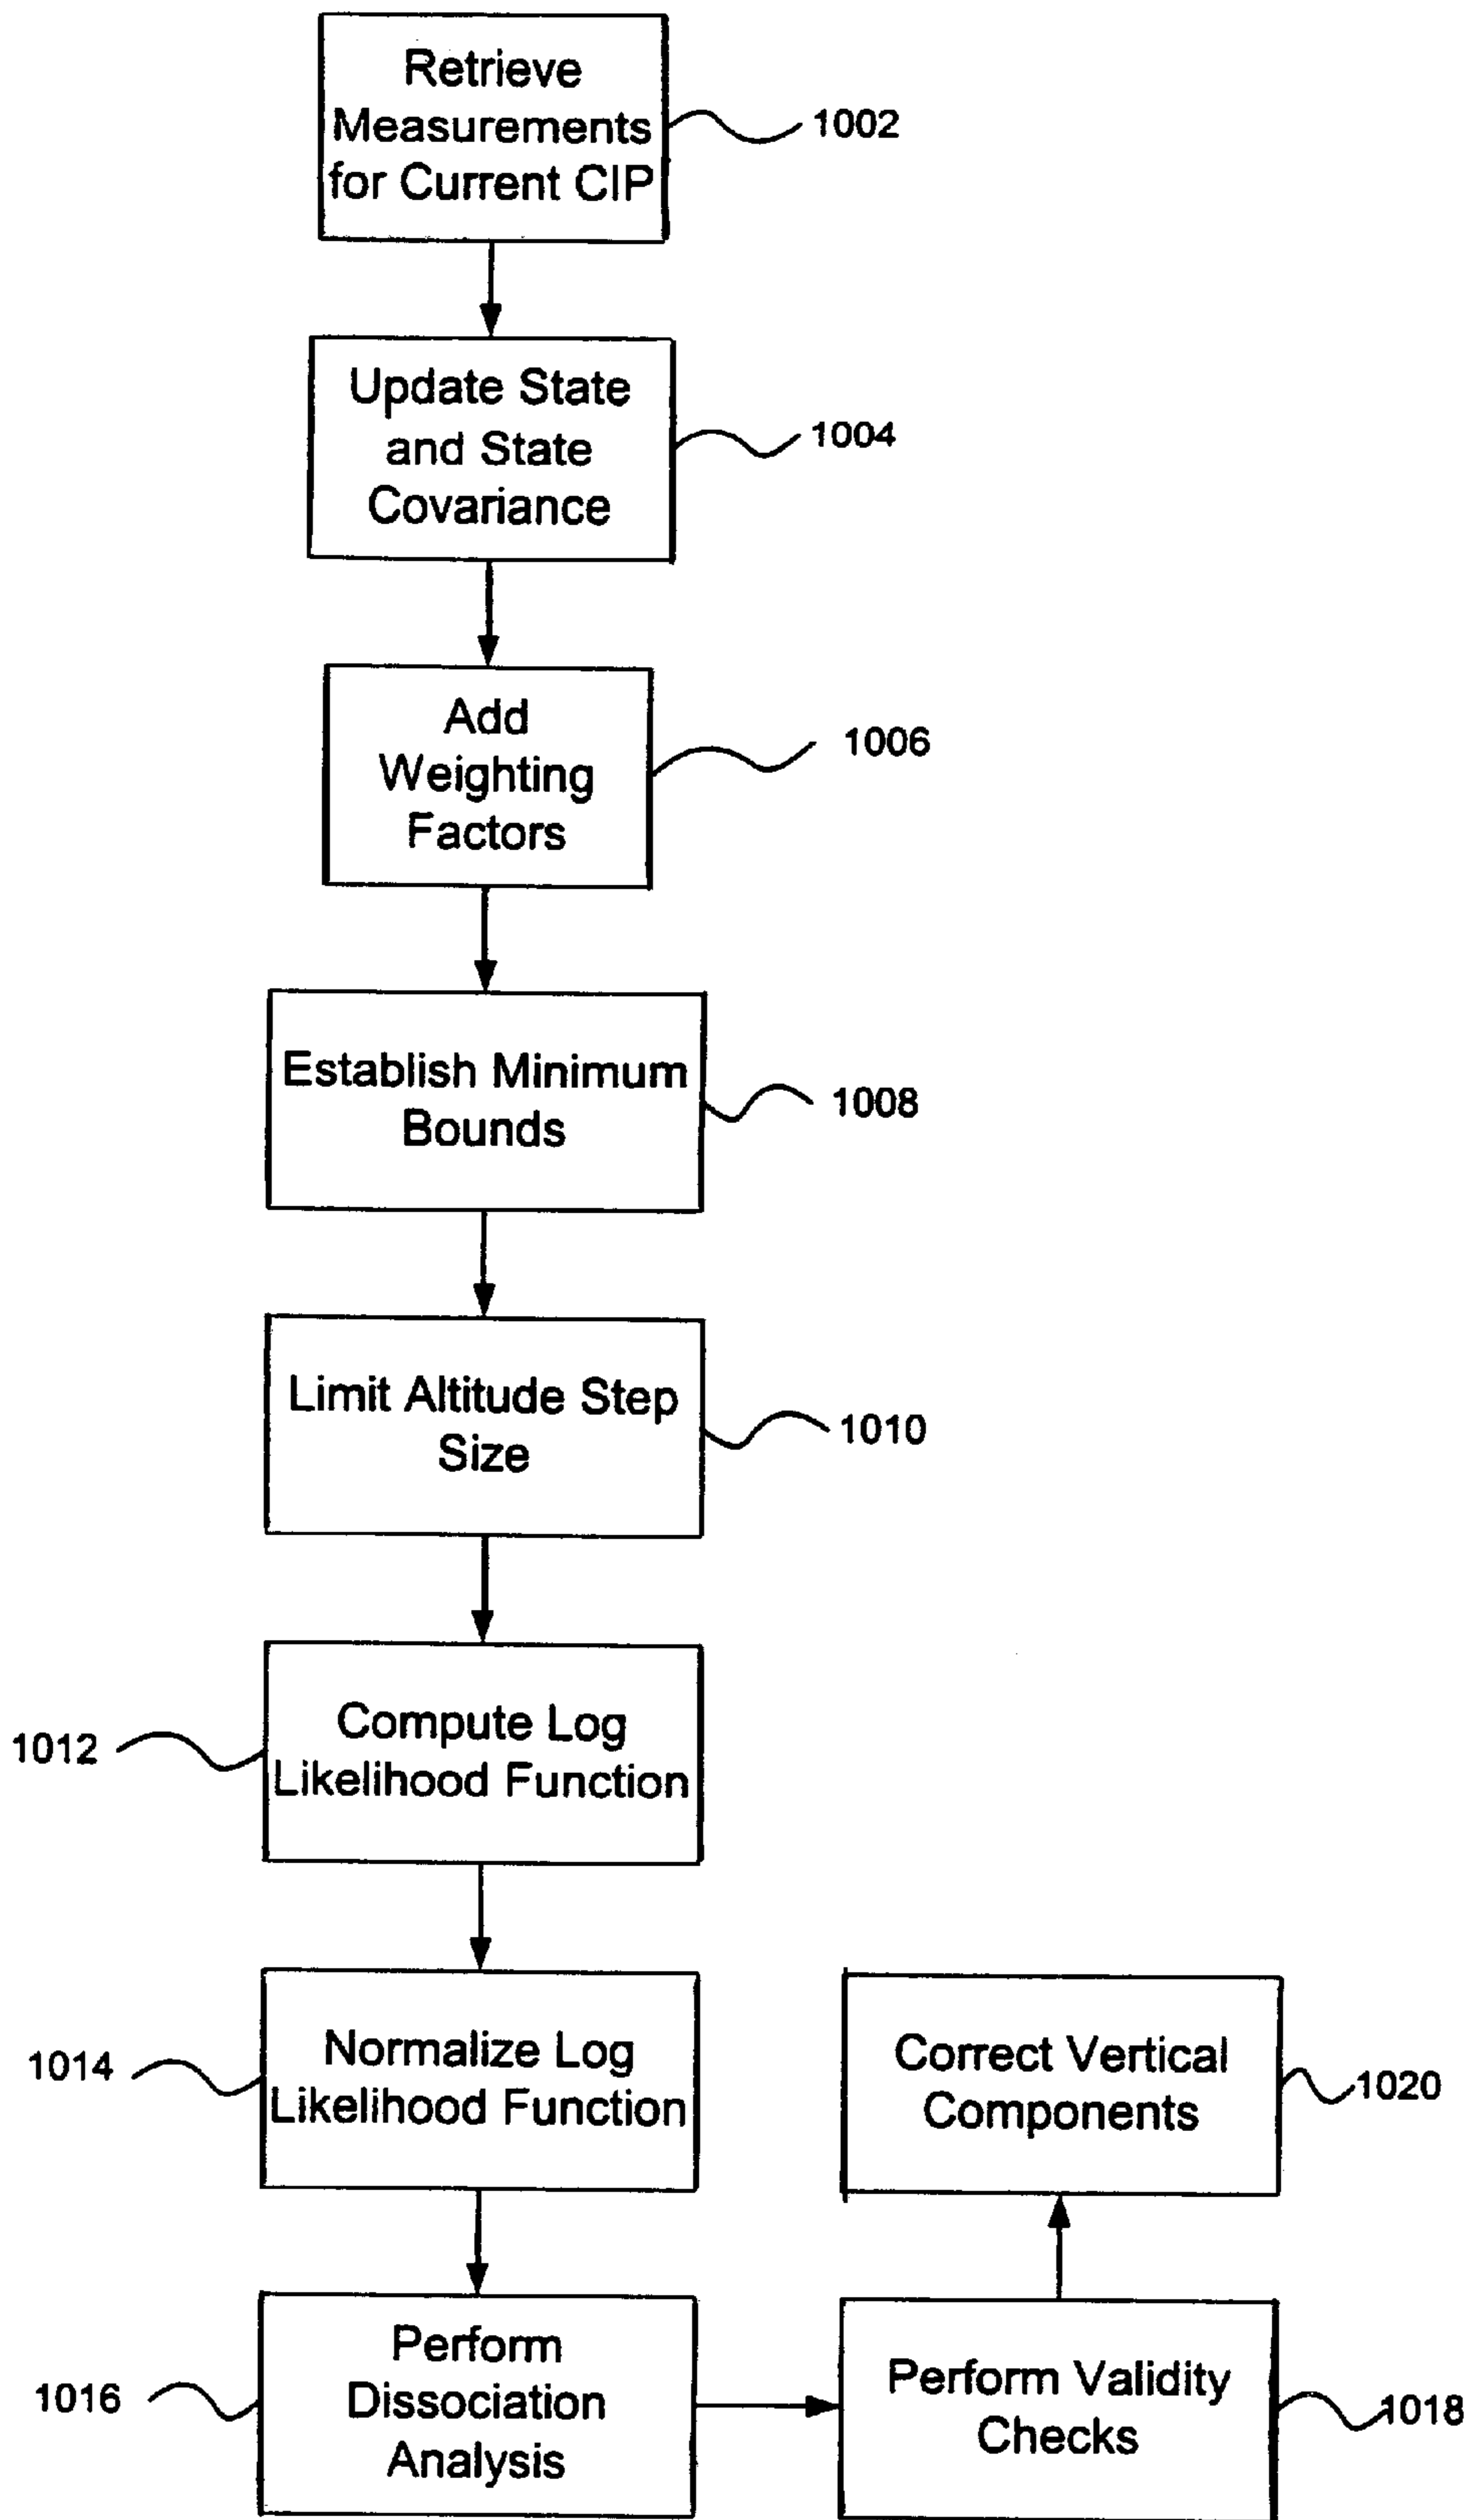 Retrieve
Measurements
for Current CIP
1002
Update State
and State
Covariance
1004
Add
Weighting
Factors
1006
Establish Minimum
Bounds
1008
Limit Altitude Step
Size
1010
Compute Log
Likelihood Function
1012
Normalize Log
Likelihood Function
1014
Perform
Dissociation
Analysis
1016
Perform Validity
Checks
1018
Correct Vertical
Components
1020